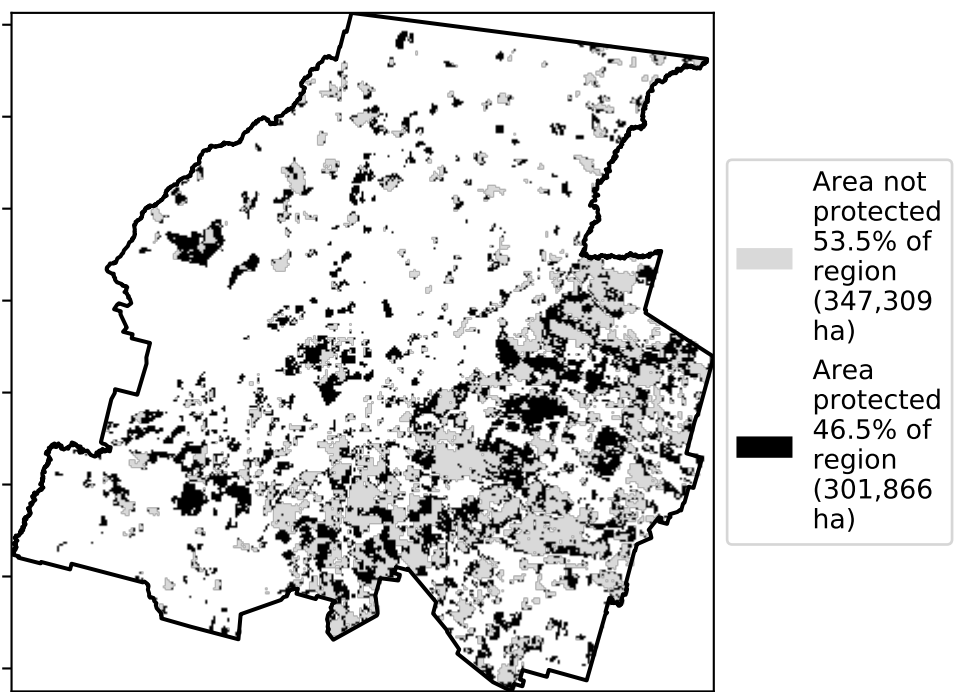 Area not
protected
53.5% of
region
(347,309
ha)
Area
protected
46.5% of
region
(301,866
ha)